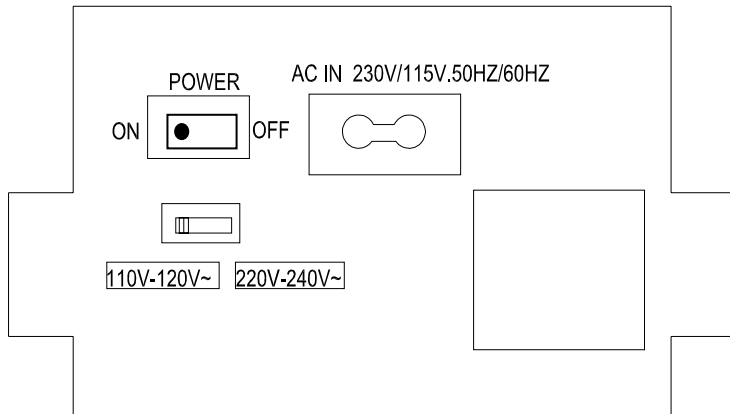 POWER
AC IN 230V/115V.50HZ/60HZ
ON
OFF
110V-120V~
220V-240V~